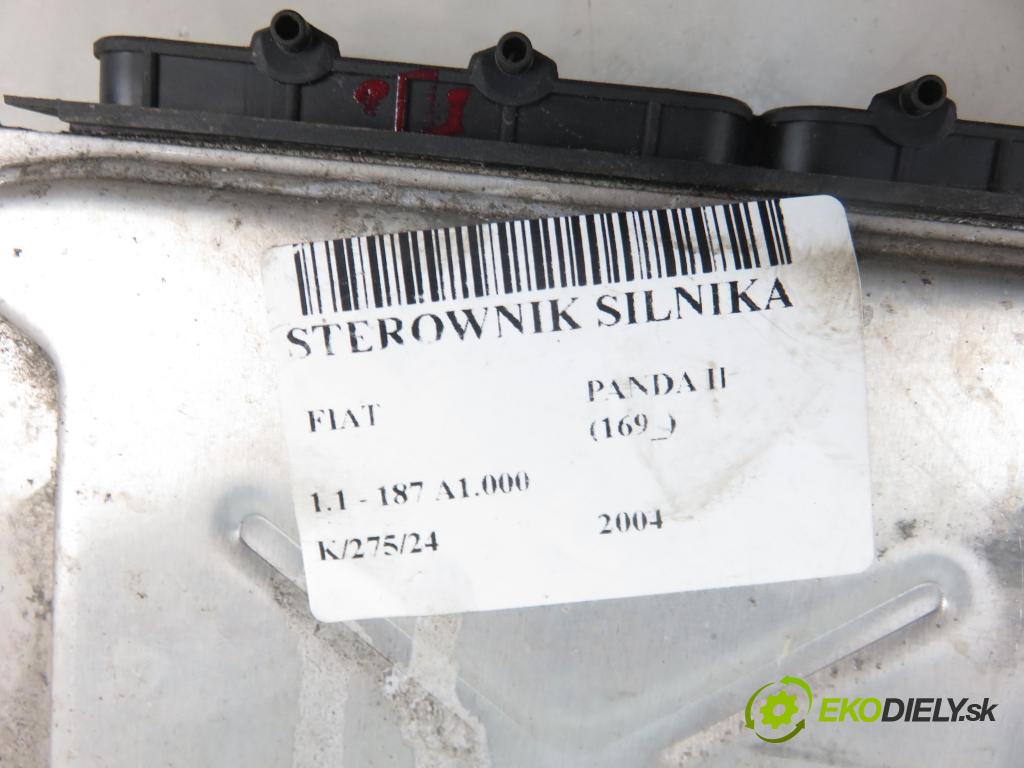 STEROWNIK SILNIKA
FIAT
PANDA II
(169_)
1.1 - 187 A1.000
K/275/24
2004
EKODIELY.sk